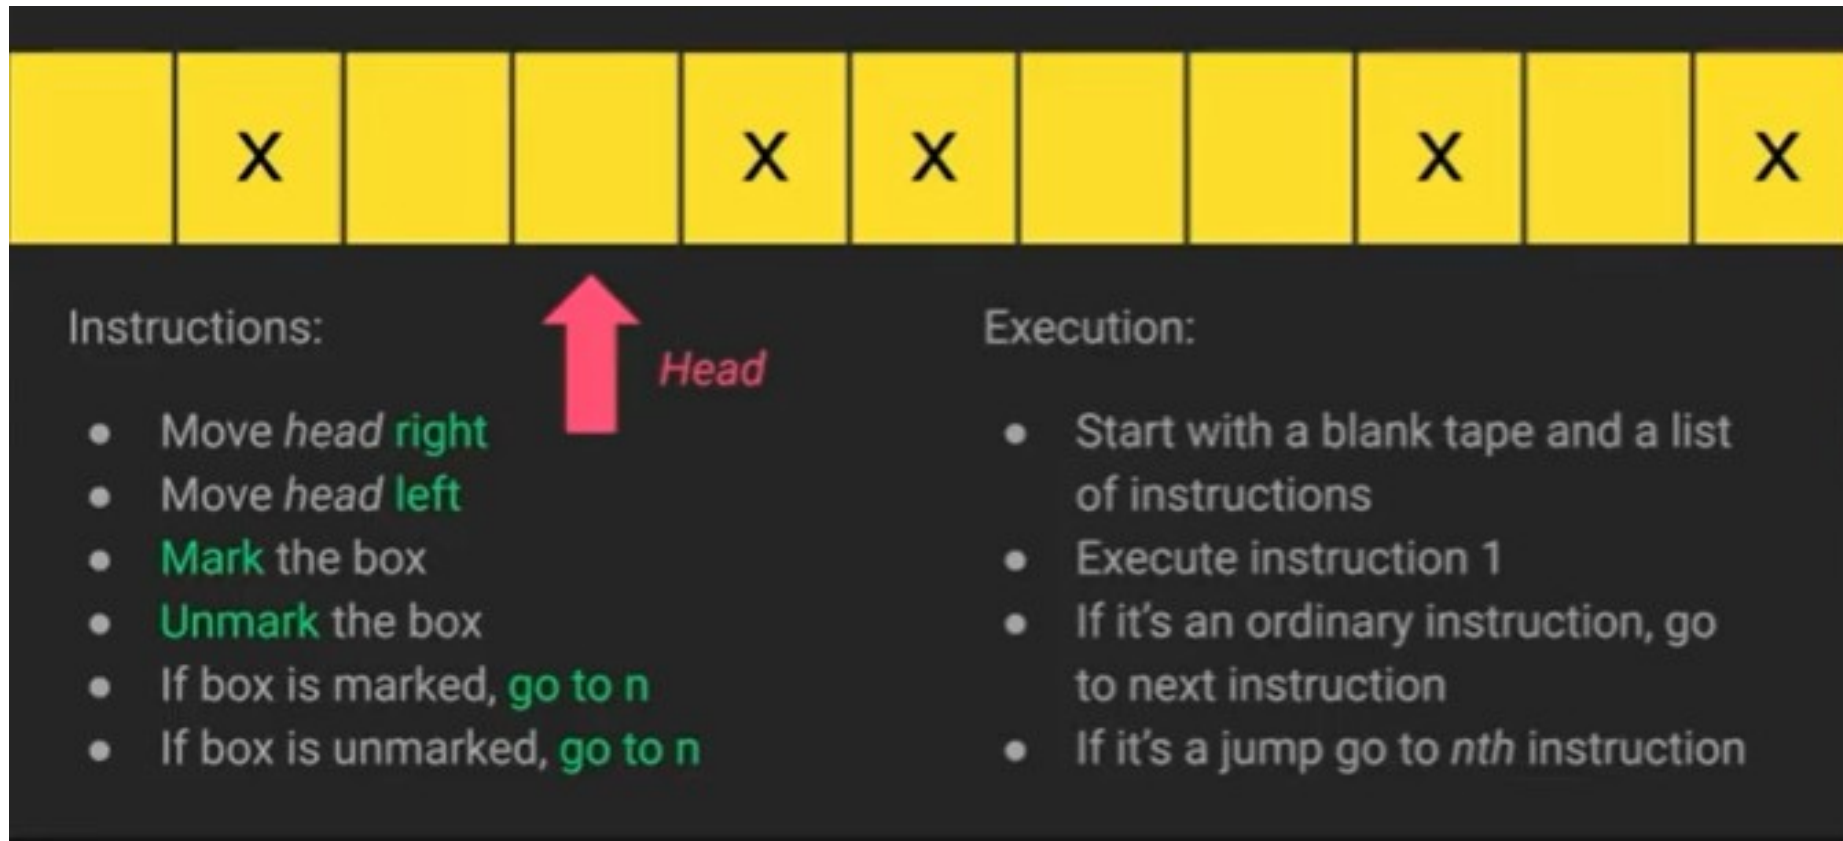 X X X X X
Head
Instructions:
● Move head right
● Move head left
● Mark the box
● Unmark the box
● If box is marked, go to n
● If box is unmarked, go to n
Execution:
● Start with a blank tape and a list
of instructions
● Execute instruction 1
● If it's an ordinary instruction, go
to next instruction
● If it's a jump go to nth instruction